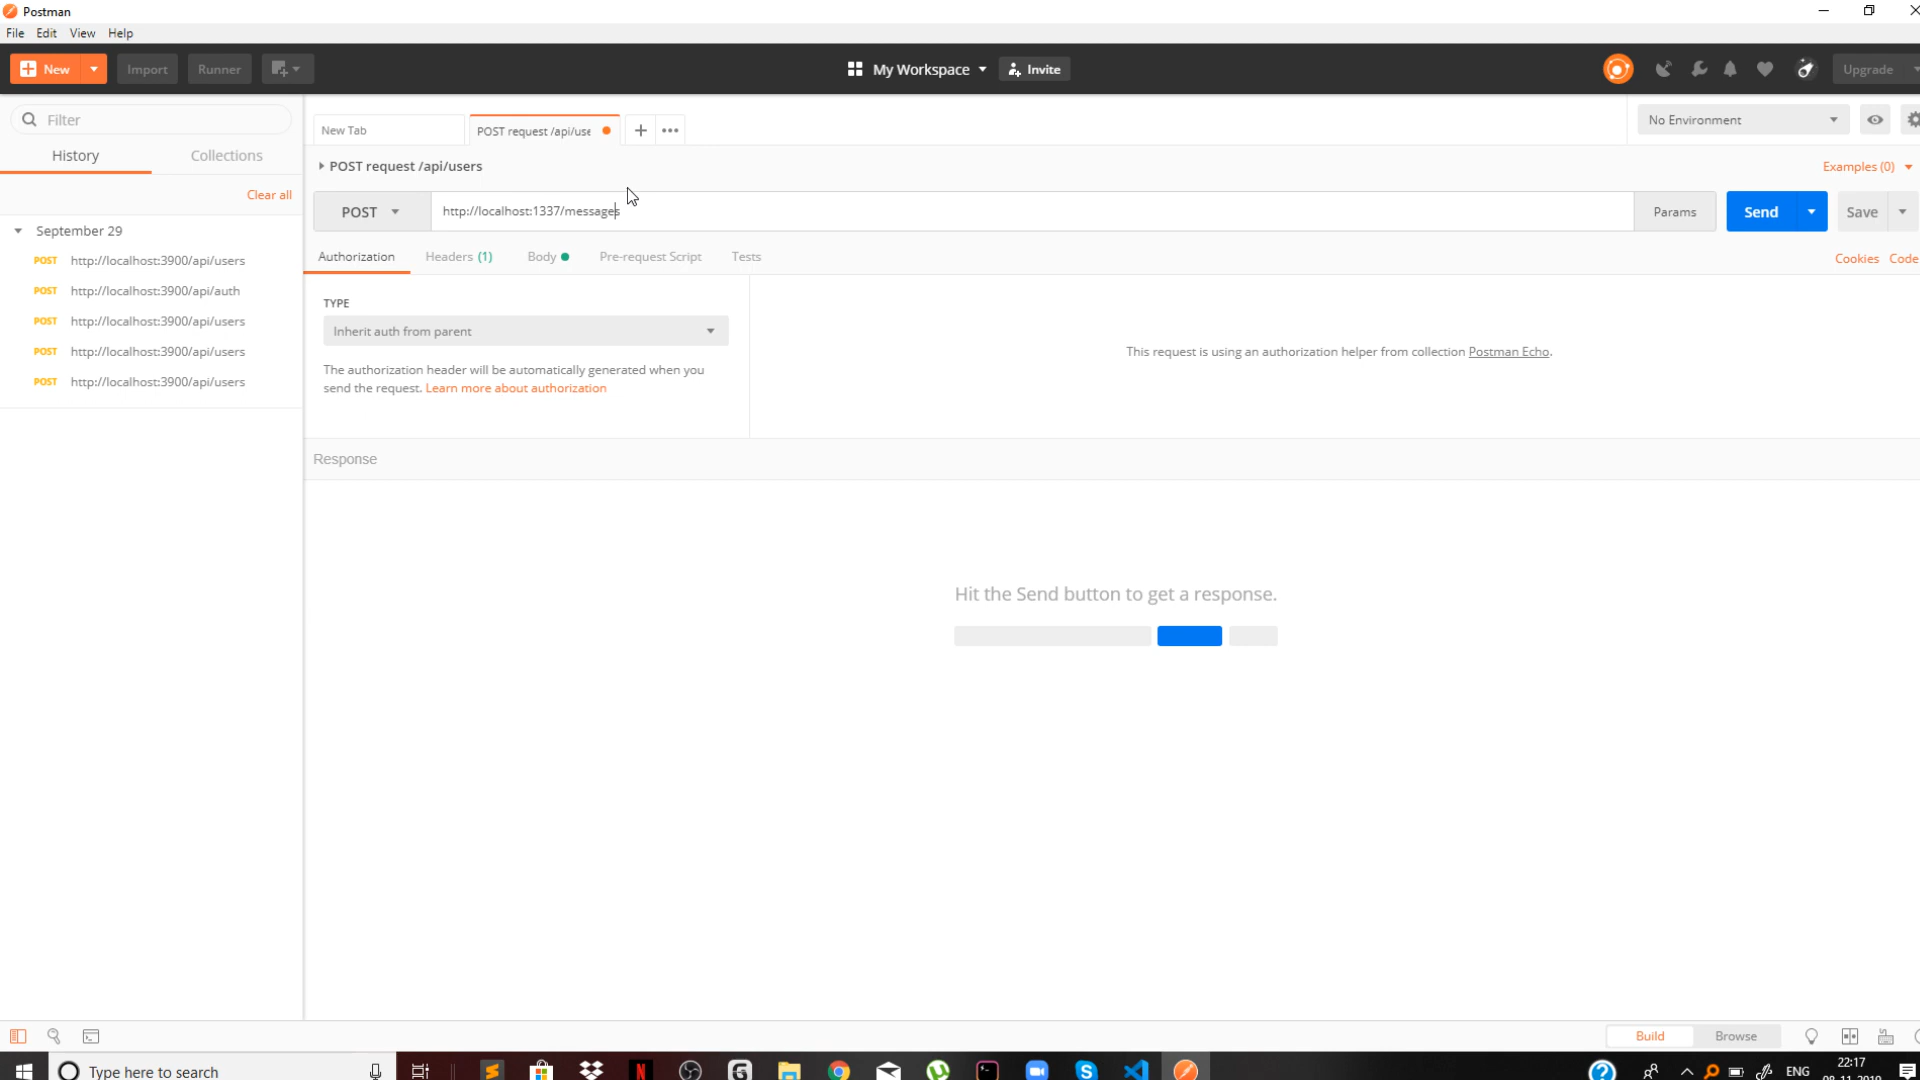 Postman
File Edit View Help
New Import Runner My Workspace Invite Upgrade
Filter
History Collections
Clear all
September 29
POST http://localhost:3900/api/users
POST http://localhost:3900/api/auth
POST http://localhost:3900/api/users
POST http://localhost:3900/api/users
POST http://localhost:3900/api/users
New Tab POST request /api/use No Environment
POST request /api/users Examples (0)
POST http://localhost:1337/messages Params Send Save
Authorization Headers (1) Body Pre-request Script Tests Cookies Code
TYPE
Inherit auth from parent
The authorization header will be automatically generated when you
send the request. Learn more about authorization
This request is using an authorization helper from collection Postman Echo.
Response
Hit the Send button to get a response.
Build Browse
Type here to search ENG 22:17